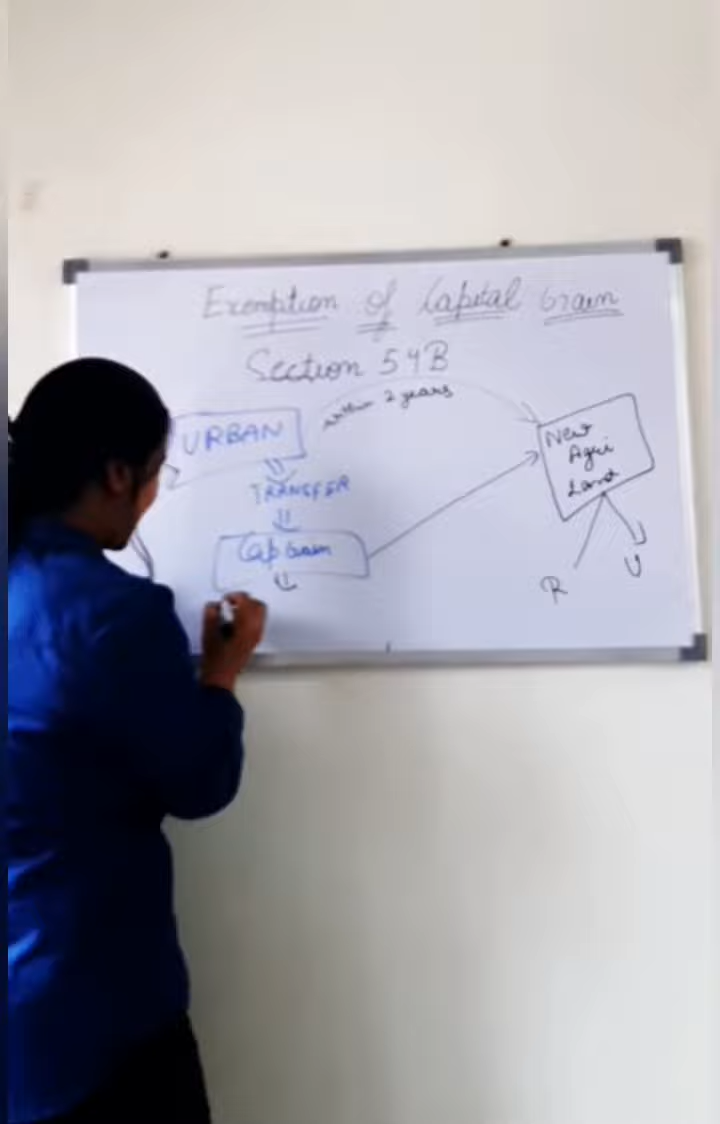 Exemption of Capital Gain
Section 54B
within 2 years
URBAN
New
Agri
Land
TRANSFER
Cap Gain
R
U